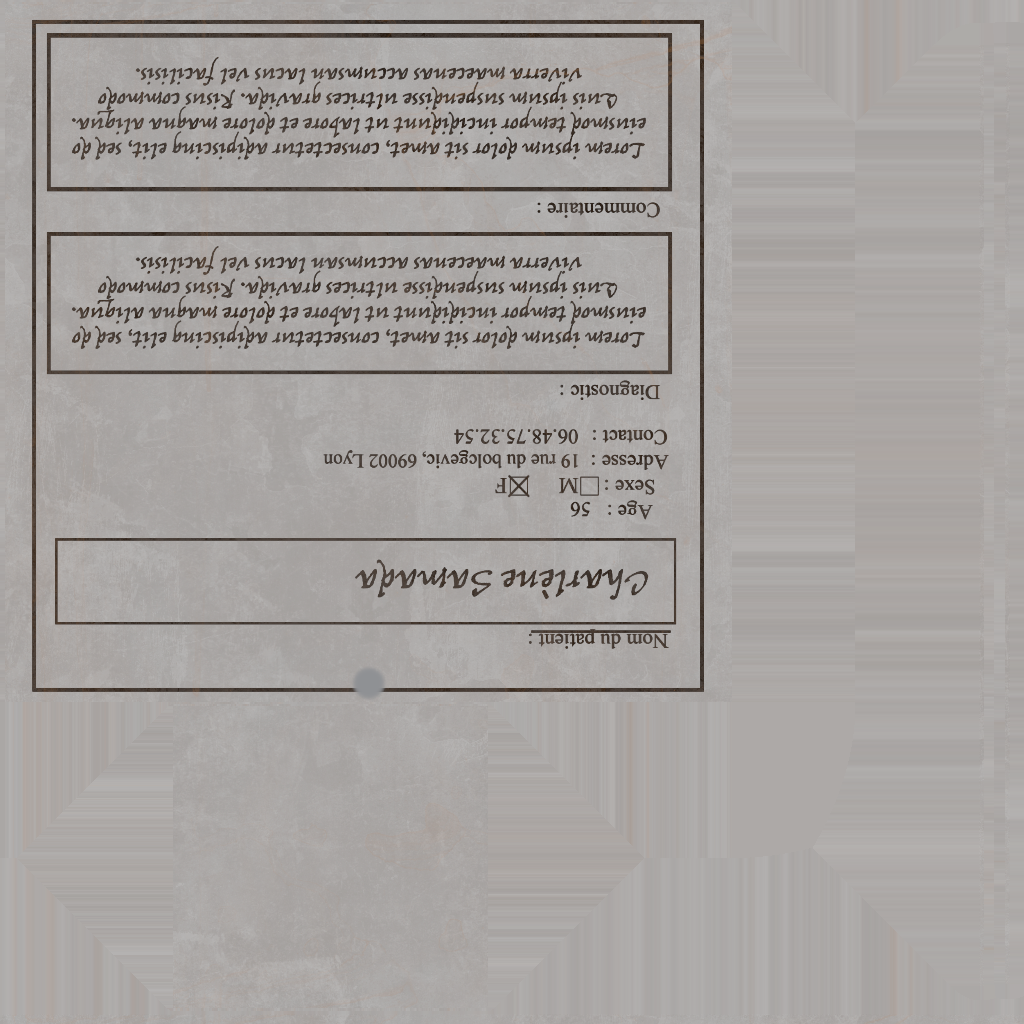 Nom du patient :
Charlène Samada
Age : 56
Sexe : ☐M ☒F
Adresse : 19 rue du bolcgevic, 69002 Lyon
Contact : 06.48.75.32.54
Diagnostic :
Lorem ipsum dolor sit amet, consectetur adipiscing elit, sed do
eiusmod tempor incididunt ut labore et dolore magna aliqua.
Quis ipsum suspendisse ultrices gravida. Risus commodo
viverra maecenas accumsan lacus vel facilisis.
Commentaire :
Lorem ipsum dolor sit amet, consectetur adipiscing elit, sed do
eiusmod tempor incididunt ut labore et dolore magna aliqua.
Quis ipsum suspendisse ultrices gravida. Risus commodo
viverra maecenas accumsan lacus vel facilisis.